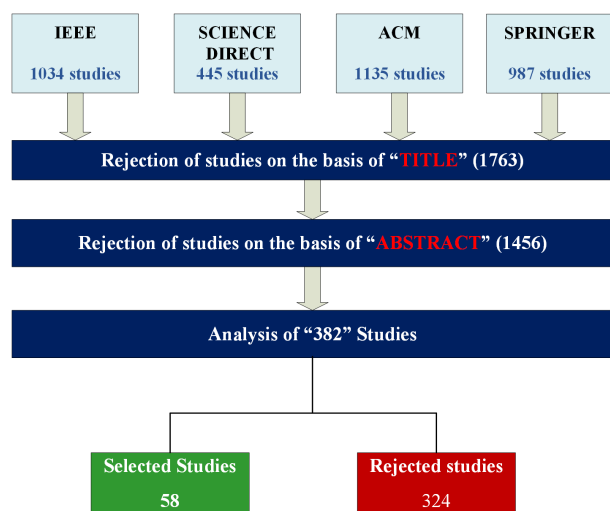 IEEE
1034 studies
SCIENCE
DIRECT
445 studies
ACM
1135 studies
SPRINGER
987 studies
Rejection of studies on the basis of “TITLE” (1763)
Rejection of studies on the basis of “ABSTRACT” (1456)
Analysis of “382” Studies
Selected Studies
58
Rejected studies
324